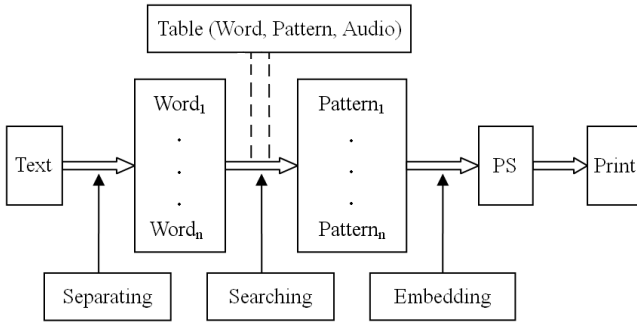 Table (Word, Pattern, Audio)
Text
Word₁
.
.
.
Wordₙ
Pattern₁
.
.
.
Patternₙ
PS
Print
Separating
Searching
Embedding